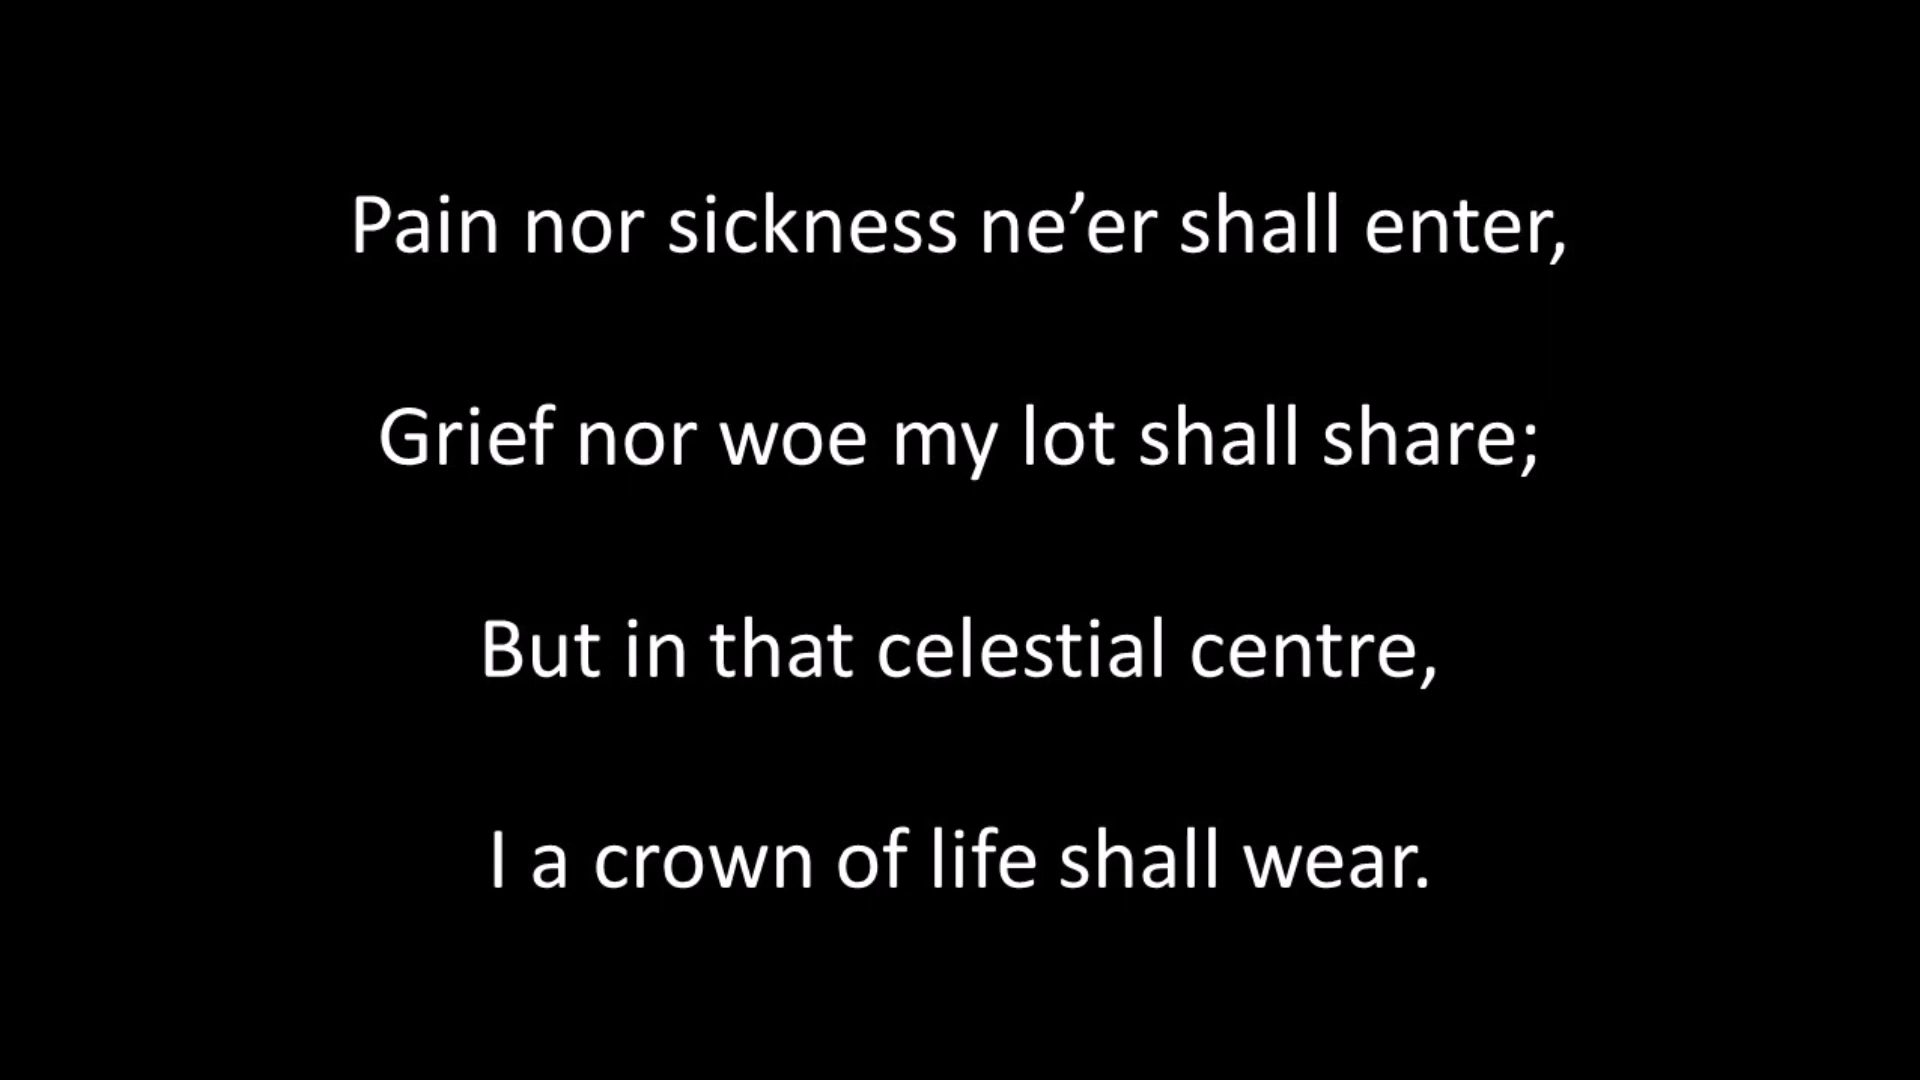 Pain nor sickness ne’er shall enter,
Grief nor woe my lot shall share;
But in that celestial centre,
I a crown of life shall wear.